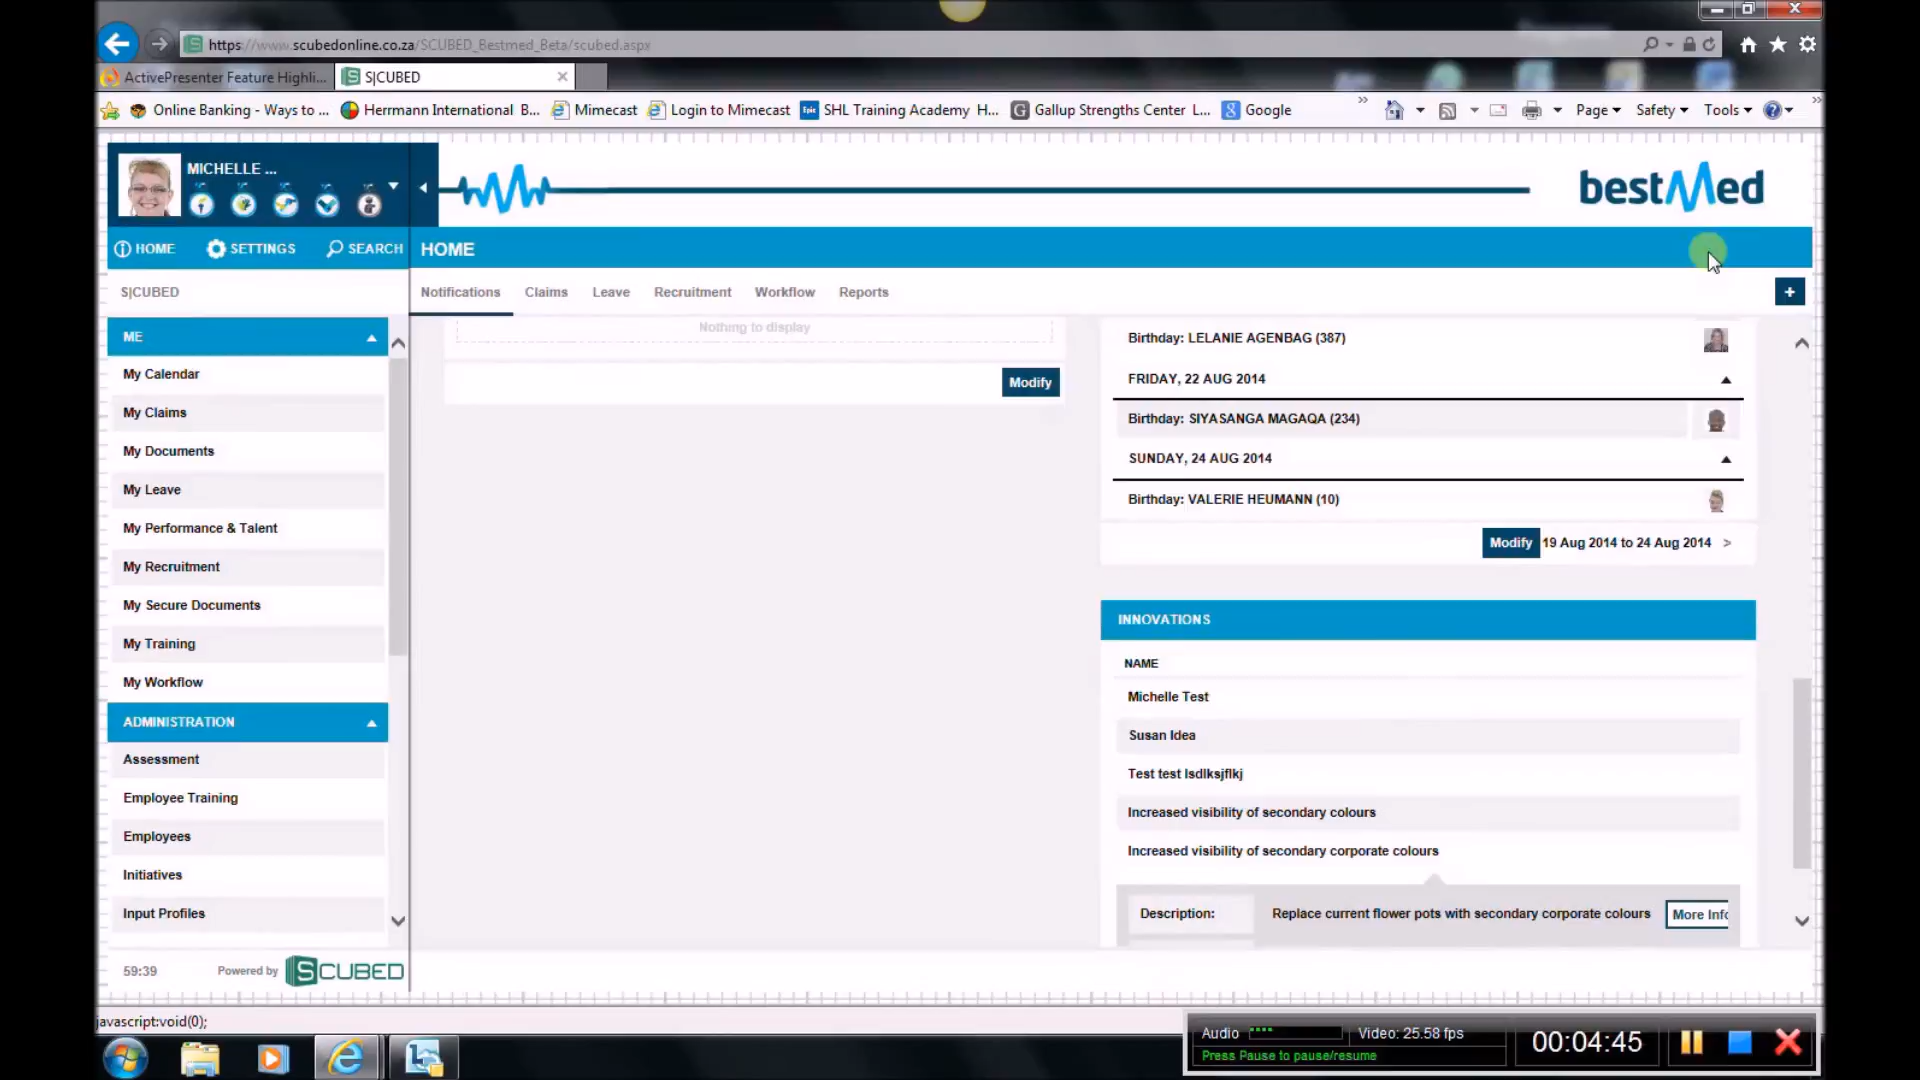 https://www.scubedonline.co.za/SCUBED_Bestmed_Beta/scubed.aspx
ActivePresenter Feature Highli...
S|CUBED
Online Banking - Ways to ...
Herrmann International B...
Mimecast
Login to Mimecast
SHL Training Academy H...
Gallup Strengths Center L...
Google
Page
Safety
Tools
MICHELLE ...
bestMed
HOME
SETTINGS
SEARCH
HOME
S|CUBED
Notifications
Claims
Leave
Recruitment
Workflow
Reports
+
ME
My Calendar
My Claims
My Documents
My Leave
My Performance & Talent
My Recruitment
My Secure Documents
My Training
My Workflow
ADMINISTRATION
Assessment
Employee Training
Employees
Initiatives
Input Profiles
59:39
Powered by SCUBED
Nothing to display
Modify
Birthday: LELANIE AGENBAG (387)
FRIDAY, 22 AUG 2014
Birthday: SIYASANGA MAGAQA (234)
SUNDAY, 24 AUG 2014
Birthday: VALERIE HEUMANN (10)
Modify 19 Aug 2014 to 24 Aug 2014 >
INNOVATIONS
NAME
Michelle Test
Susan Idea
Test test lsdlksjflkj
Increased visibility of secondary colours
Increased visibility of secondary corporate colours
Description:
Replace current flower pots with secondary corporate colours
More Info
javascript:void(0);
Audio
Video: 25.58 fps
Press Pause to pause/resume
00:04:45